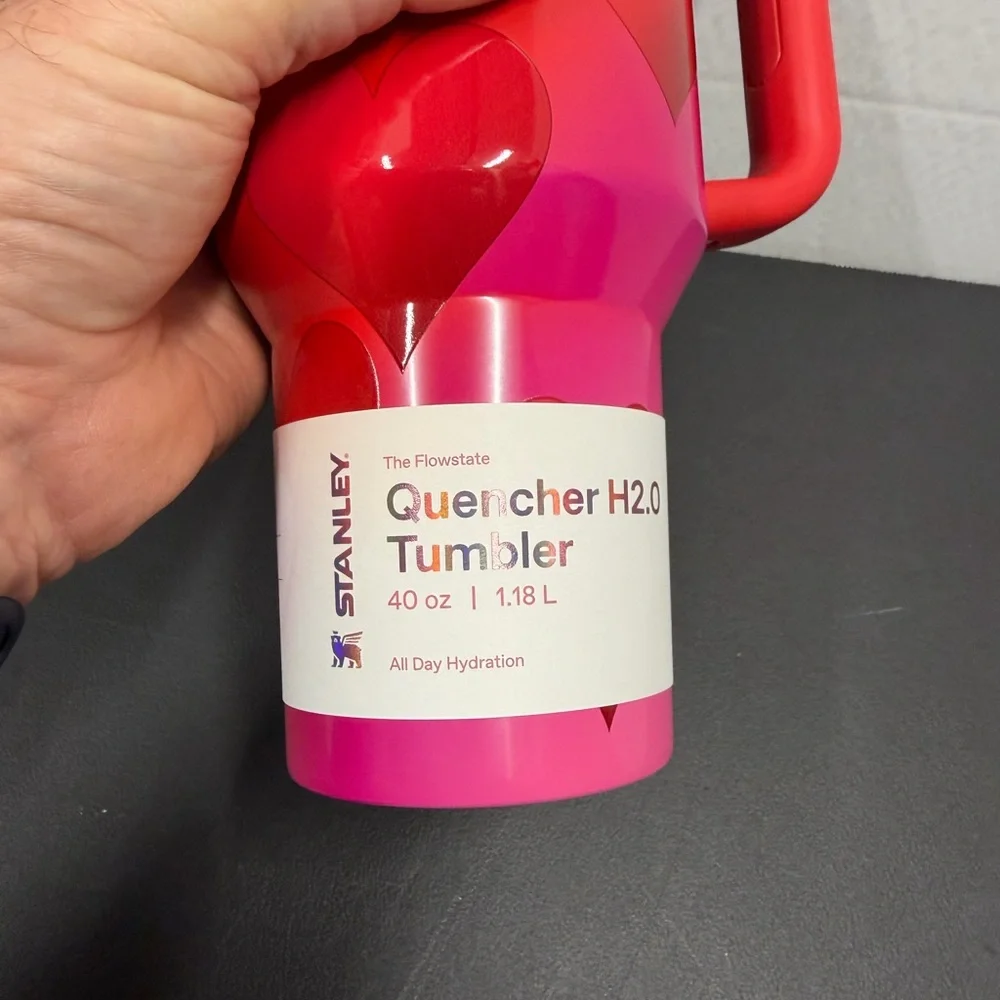 STANLEY
The Flowstate
Quencher H2.0
Tumbler
40 oz | 1.18 L
All Day Hydration